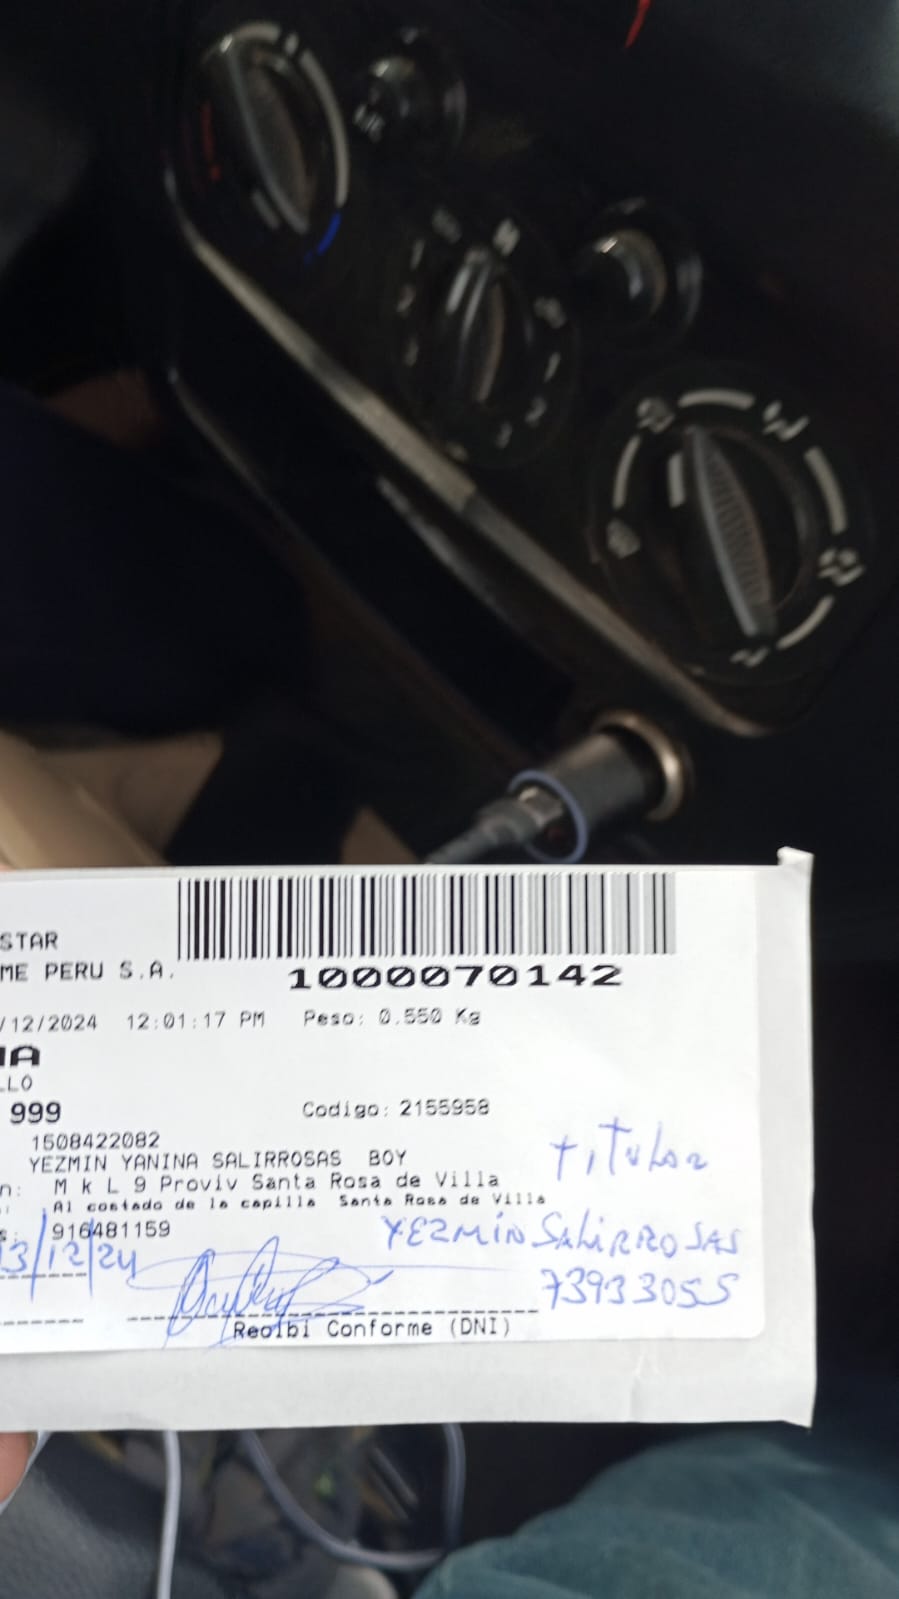 STAR
ME PERU S.A.
1000070142
/12/2024 12:01:17 PM Peso: 0.550 Kg
NA
LLO
999 Codigo: 2155958
1508422082
YEZMIN YANINA SALIRROSAS BOY
n: M k L 9 Proviv Santa Rosa de Villa
Al costado de la capilla Santa Rosa de Villa
s: 916481159
titular
YEZMIN SALIRROSAS
73933055
13/12/24
Recibi Conforme (DNI)